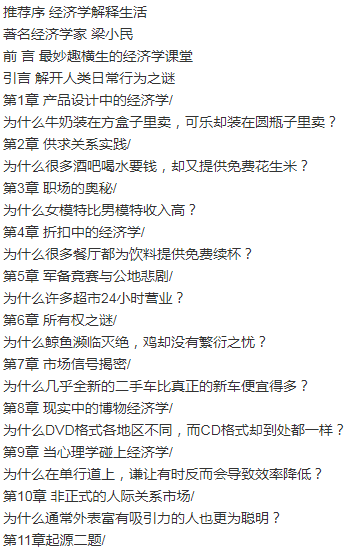 推荐序 经济学解释生活
著名经济学家 梁小民
前 言 最妙趣横生的经济学课堂
引言 解开人类日常行为之谜
第1章 产品设计中的经济学/
为什么牛奶装在方盒子里卖，可乐却装在圆瓶子里卖？
第2章 供求关系实践/
为什么很多酒吧喝水要钱，却又提供免费花生米？
第3章 职场的奥秘/
为什么女模特比男模特收入高？
第4章 折扣中的经济学/
为什么很多餐厅都为饮料提供免费续杯？
第5章 军备竞赛与公地悲剧/
为什么许多超市24小时营业？
第6章 所有权之谜/
为什么鲸鱼濒临灭绝，鸡却没有繁衍之忧？
第7章 市场信号揭密/
为什么几乎全新的二手车比真正的新车便宜得多？
第8章 现实中的博物经济学/
为什么DVD格式各地区不同，而CD格式却到处都一样？
第9章 当心理学碰上经济学/
为什么在单行道上，谦让有时反而会导致效率降低？
第10章 非正式的人际关系市场/
为什么通常外表富有吸引力的人也更为聪明？
第11章起源二题/